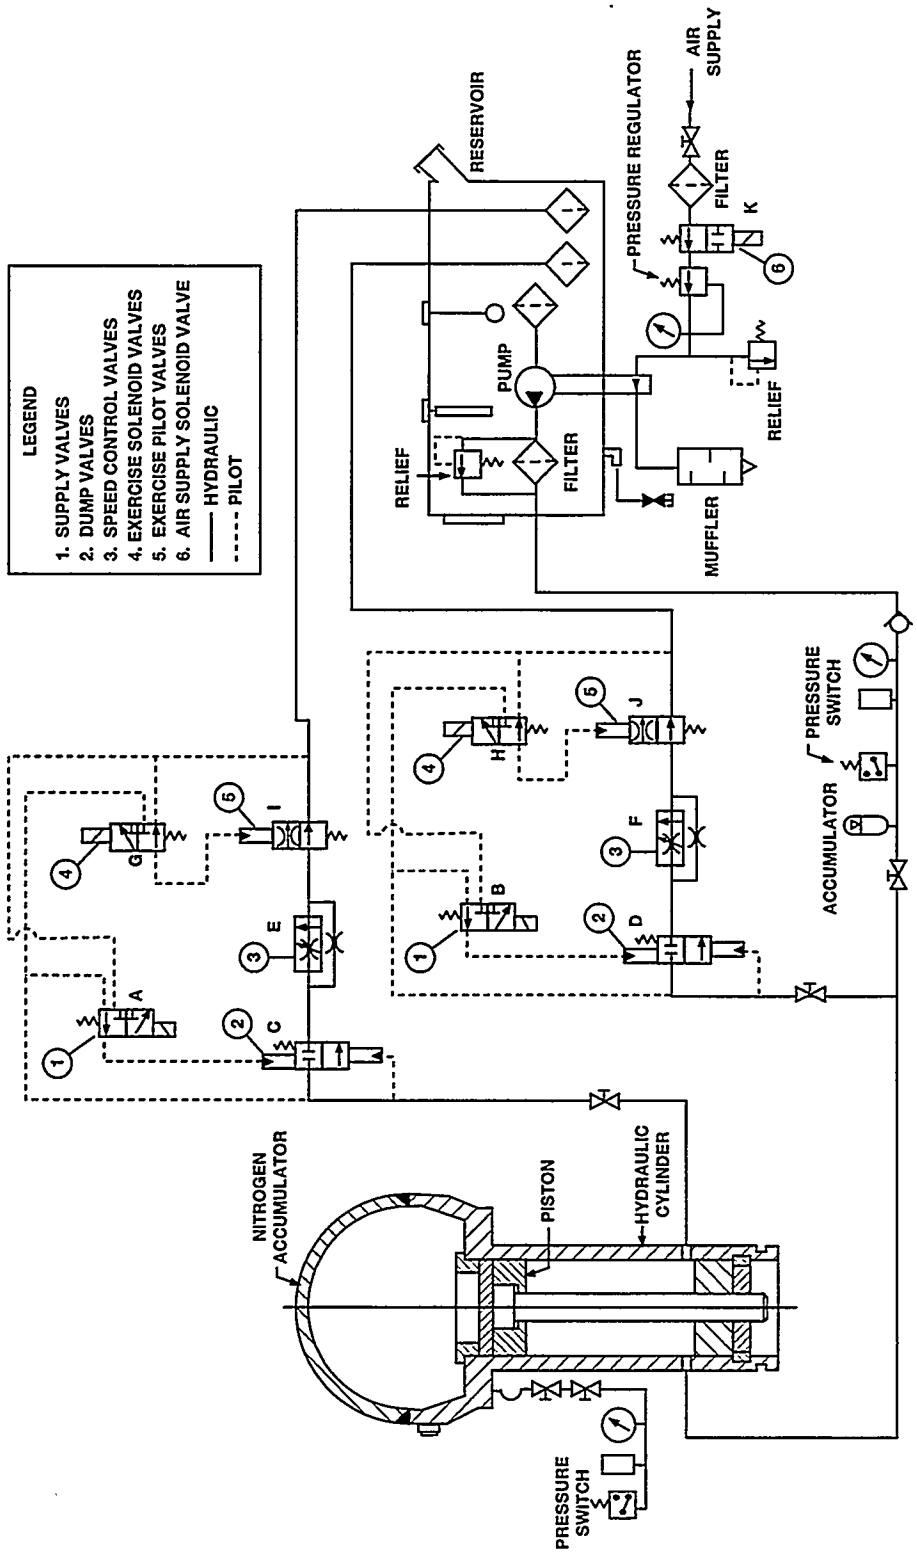 LEGEND
1. SUPPLY VALVES
2. DUMP VALVES
3. SPEED CONTROL VALVES
4. EXERCISE SOLENOID VALVES
5. EXERCISE PILOT VALVES
6. AIR SUPPLY SOLENOID VALVE
HYDRAULIC
PILOT
RESERVOIR
RELIEF
PUMP
FILTER
PRESSURE REGULATOR
AIR
SUPPLY
FILTER
K
6
RELIEF
MUFFLER
4
G
5
I
1
A
3
E
2
C
4
H
5
J
1
B
3
F
2
D
PRESSURE
SWITCH
ACCUMULATOR
NITROGEN
ACCUMULATOR
PISTON
HYDRAULIC
CYLINDER
PRESSURE
SWITCH